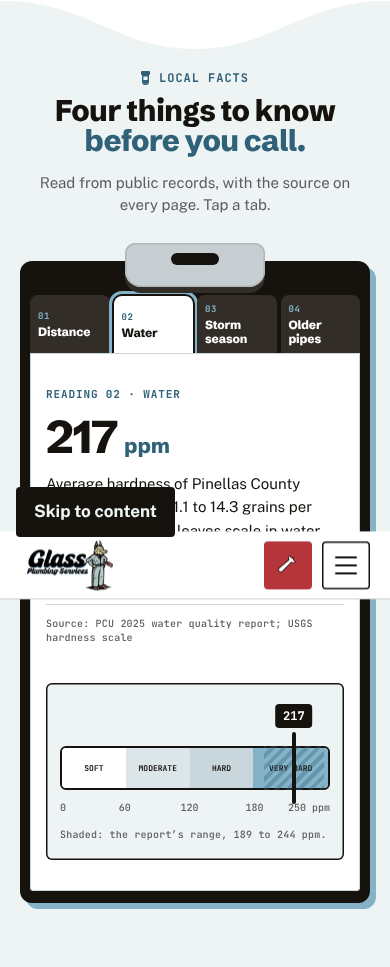 LOCAL FACTS
Four things to know
before you call.
Read from public records, with the source on
every page. Tap a tab.
01
Distance
02
Water
03
Storm
season
04
Older
pipes
READING 02 · WATER
217 ppm
Average hardness of Pinellas County
1.1 to 14.3 grains per
leaves scale in water
Skip to content
Glass
Plumbing Services
Source: PCU 2025 water quality report; USGS
hardness scale
217
SOFT
MODERATE
HARD
VERY HARD
0
60
120
180
250 ppm
Shaded: the report’s range, 189 to 244 ppm.